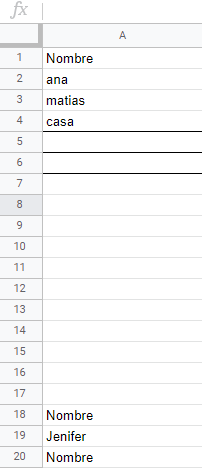 fx
A
1 Nombre
2 ana
3 matias
4 casa
5
6
7
8
9
10
11
12
13
14
15
16
17
18 Nombre
19 Jenifer
20 Nombre